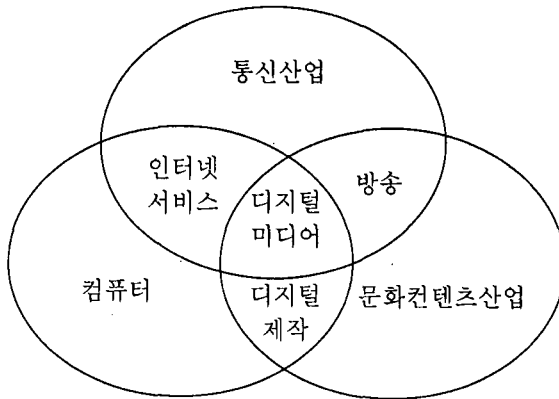 통신산업
인터넷
서비스
디지털
미디어
방송
컴퓨터
디지털
제작
문화컨텐츠산업